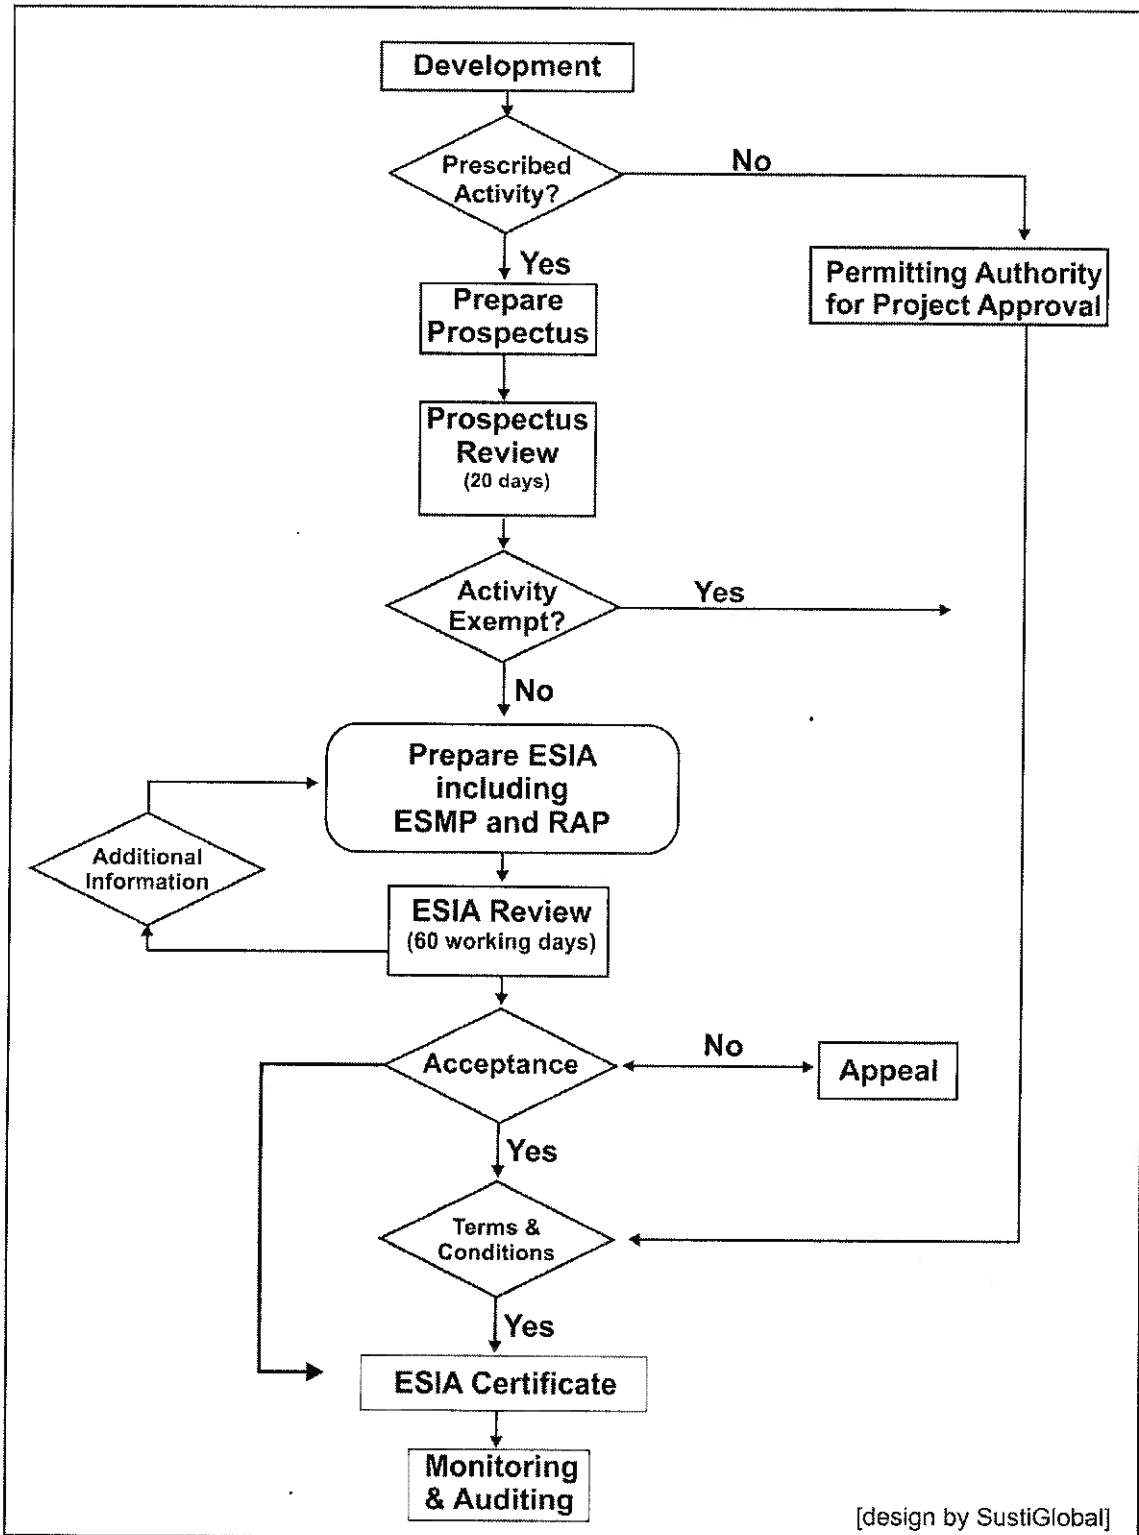 Development
Prescribed
Activity?
No
Yes
Permitting Authority
for Project Approval
Prepare
Prospectus
Prospectus
Review
(20 days)
Activity
Exempt?
Yes
No
Prepare ESIA
including
ESMP and RAP
Additional
Information
ESIA Review
(60 working days)
Acceptance
No
Appeal
Yes
Terms &
Conditions
Yes
ESIA Certificate
Monitoring
& Auditing
[design by SustiGlobal]